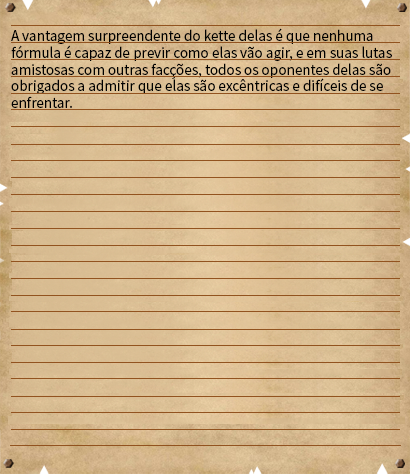 A vantagem surpreendente do kette delas é que nenhuma
fórmula é capaz de prever como elas vão agir, e em suas lutas
amistosas com outras facções, todos os oponentes delas são
obrigados a admitir que elas são excêntricas e difíceis de se
enfrentar.